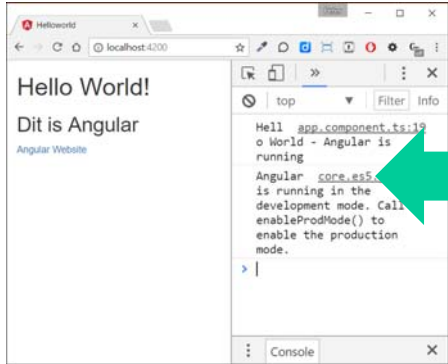 Helloworld
localhost:4200
Hello World!
Dit is Angular
Angular Website
top
Filter
Info
Hell app.component.ts:19
o World - Angular is
running
Angular core.es5.
is running in the
development mode. Call
enableProdMode() to
enable the production
mode.
Console